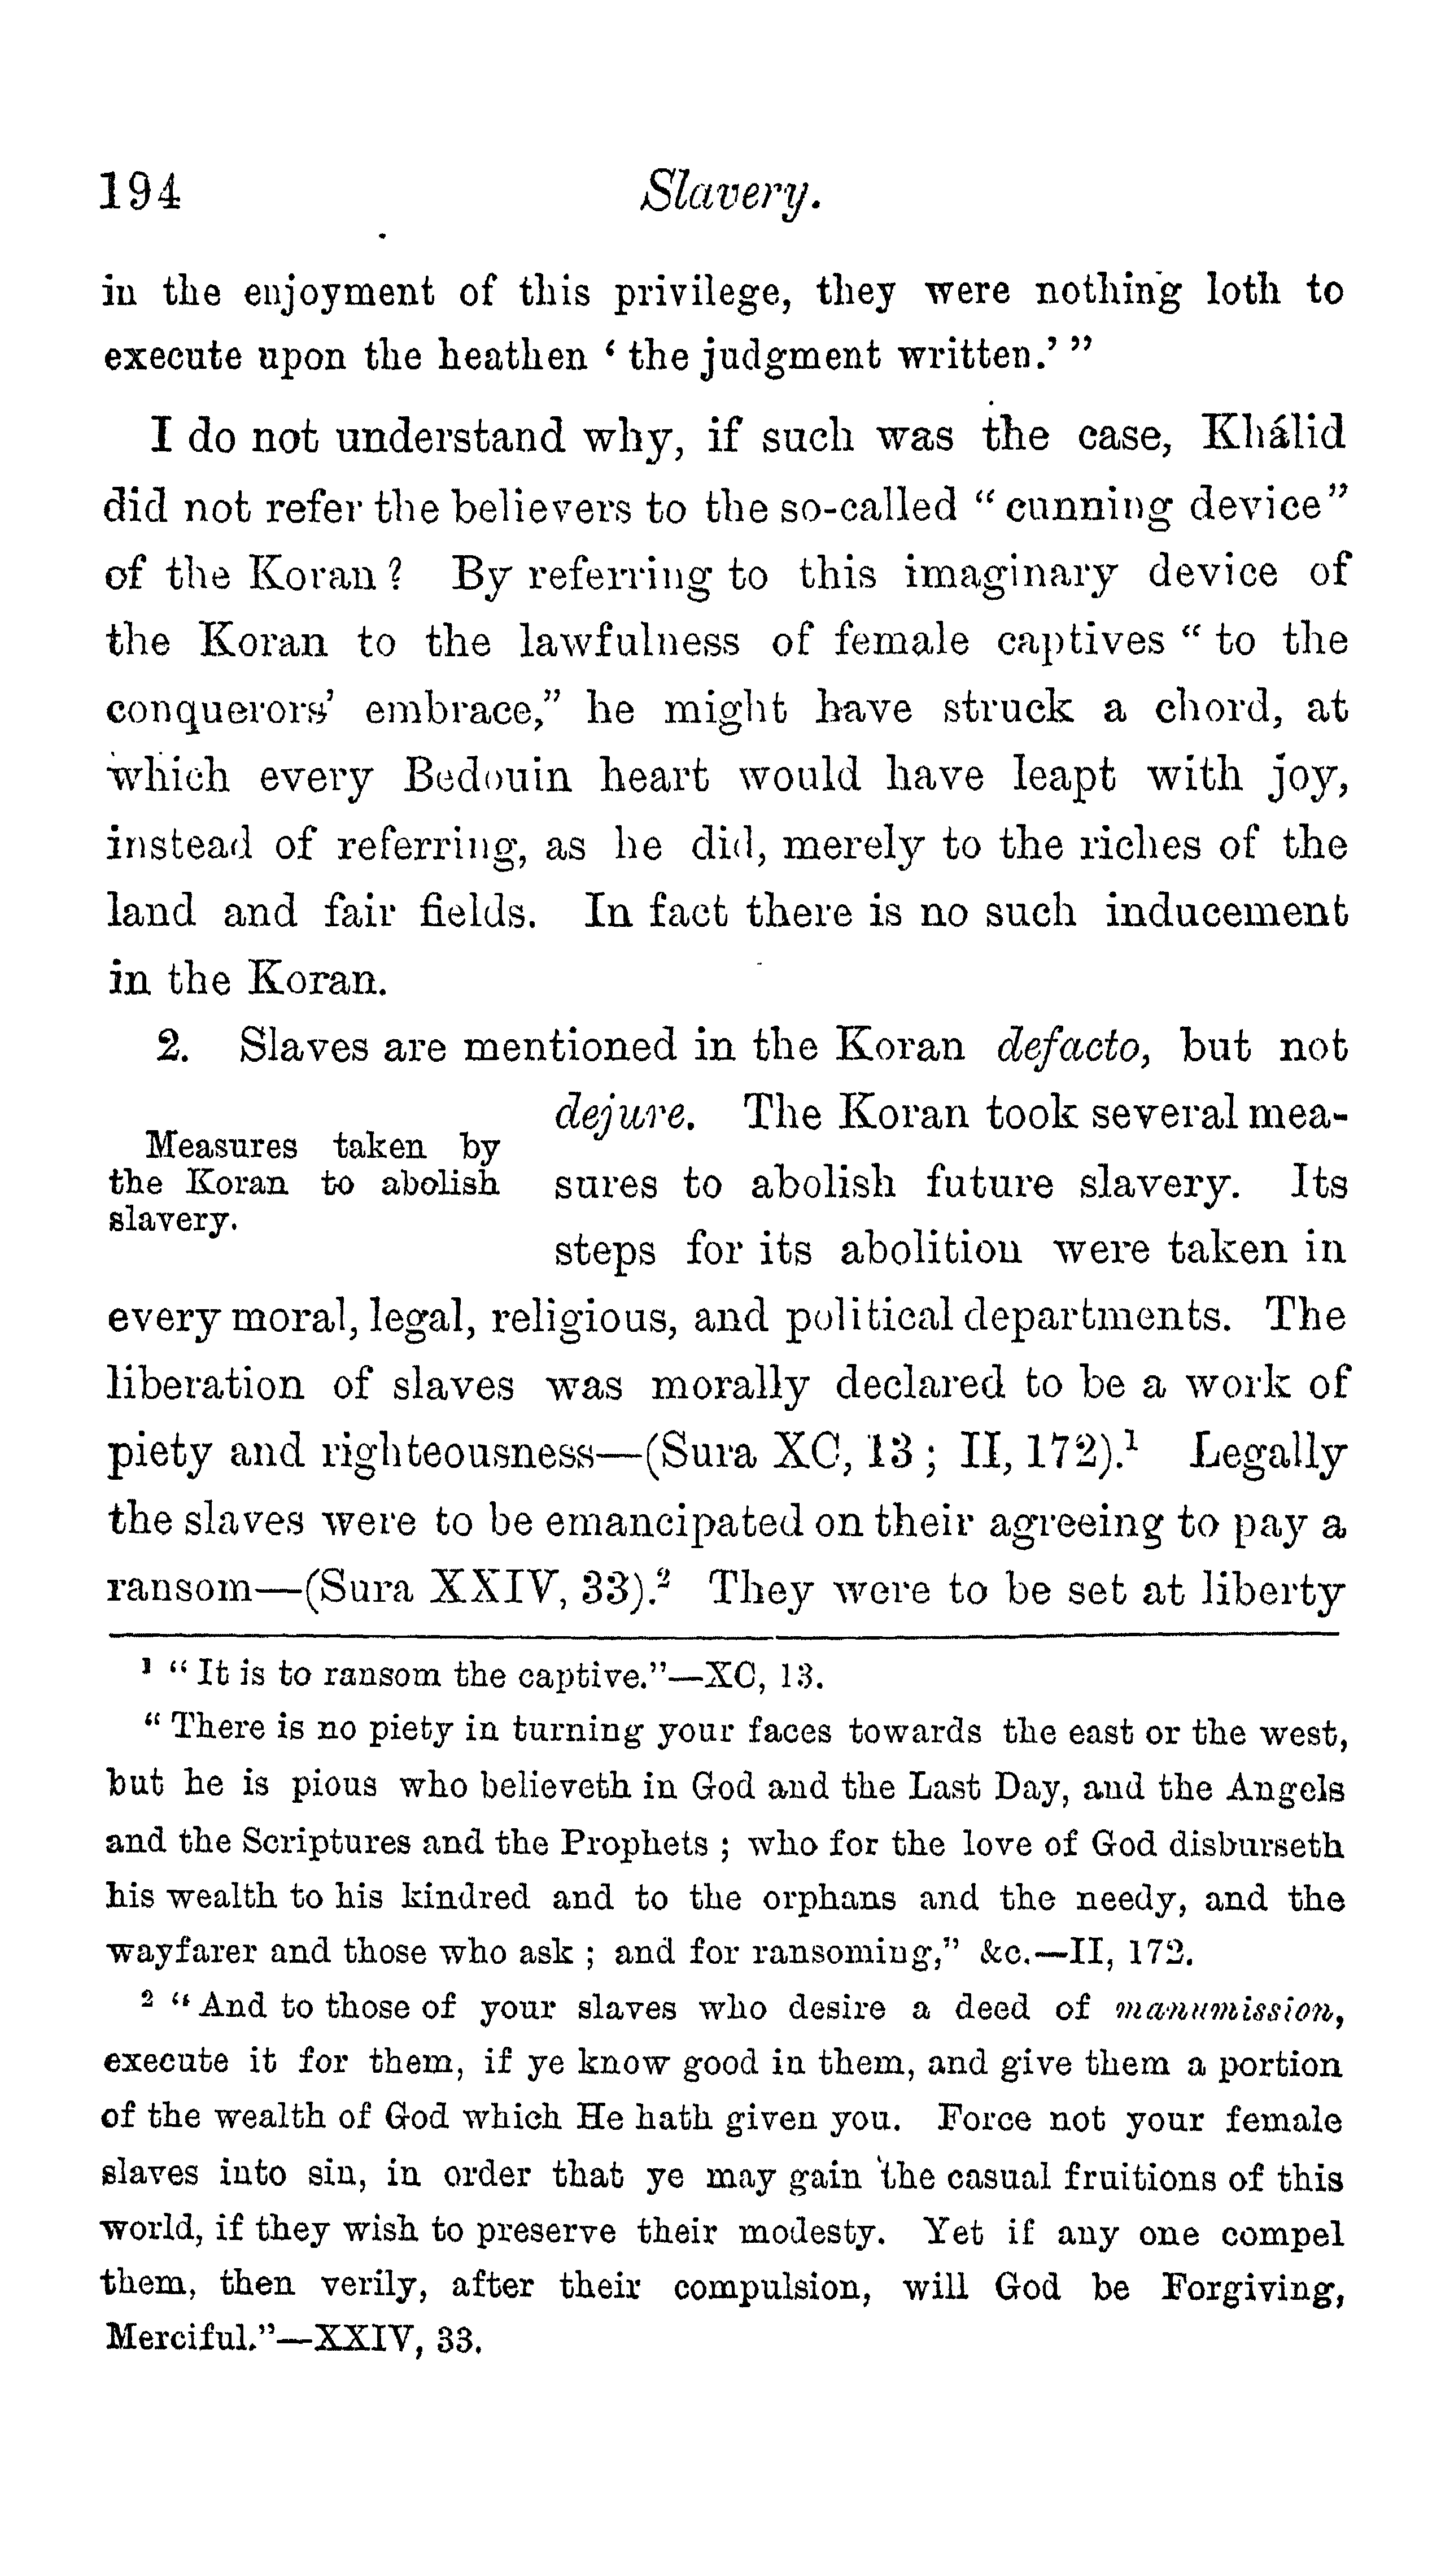 194 Slavery.
in the enjoyment of this privilege, they were nothing loth to
execute upon the heathen ‘ the judgment written.’ ”
I do not understand why, if such was the case, Khálid
did not refer the believers to the so-called “ cunning device”
of the Koran ? By referring to this imaginary device of
the Koran to the lawfulness of female captives “ to the
conquerors’ embrace,” he might have struck a chord, at
which every Bedouin heart would have leapt with joy,
instead of referring, as he did, merely to the riches of the
land and fair fields. In fact there is no such inducement
in the Koran.
2. Slaves are mentioned in the Koran defacto, but not
Measures taken by
the Koran to abolish
slavery.
dejure. The Koran took several mea-
sures to abolish future slavery. Its
steps for its abolition were taken in
every moral, legal, religious, and political departments. The
liberation of slaves was morally declared to be a work of
piety and righteousness—(Sura XC, 13 ; II, 172).¹ Legally
the slaves were to be emancipated on their agreeing to pay a
ransom—(Sura XXIV, 33).² They were to be set at liberty
¹ “ It is to ransom the captive.”—XC, 13.
“ There is no piety in turning your faces towards the east or the west,
but he is pious who believeth in God and the Last Day, and the Angels
and the Scriptures and the Prophets ; who for the love of God disburseth
his wealth to his kindred and to the orphans and the needy, and the
wayfarer and those who ask ; and for ransoming,” &c.—II, 172.
² “ And to those of your slaves who desire a deed of manumission,
execute it for them, if ye know good in them, and give them a portion
of the wealth of God which He hath given you. Force not your female
slaves into sin, in order that ye may gain the casual fruitions of this
world, if they wish to preserve their modesty. Yet if any one compel
them, then verily, after their compulsion, will God be Forgiving,
Merciful.”—XXIV, 33.